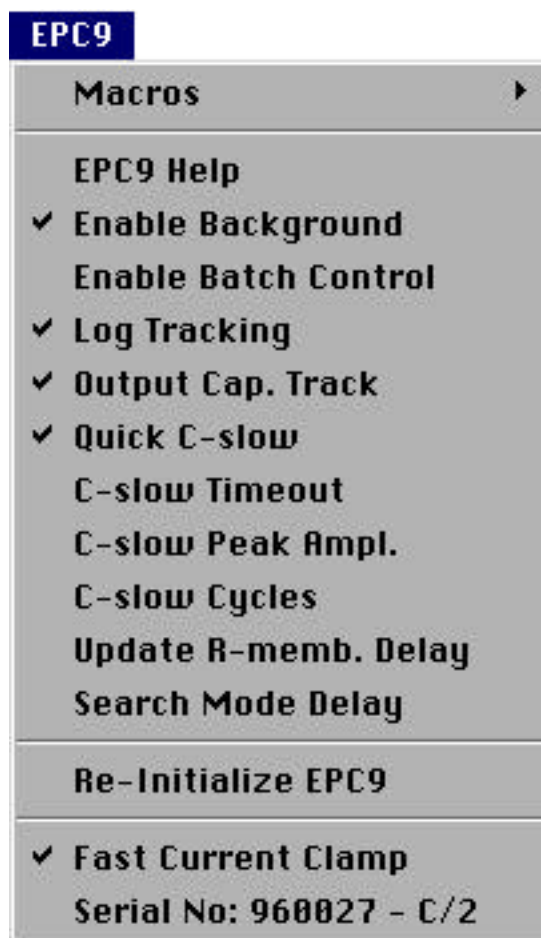 EPC9
Macros
EPC9 Help
Enable Background
Enable Batch Control
Log Tracking
Output Cap. Track
Quick C-slow
C-slow Timeout
C-slow Peak Ampl.
C-slow Cycles
Update R-memb. Delay
Search Mode Delay
Re-Initialize EPC9
Fast Current Clamp
Serial No: 960027 - C/2